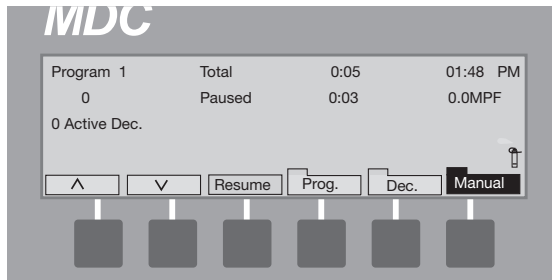 MDC
Program 1 Total 0:05 01:48 PM
0 Paused 0:03 0.0MPF
0 Active Dec.
Resume Prog. Dec. Manual